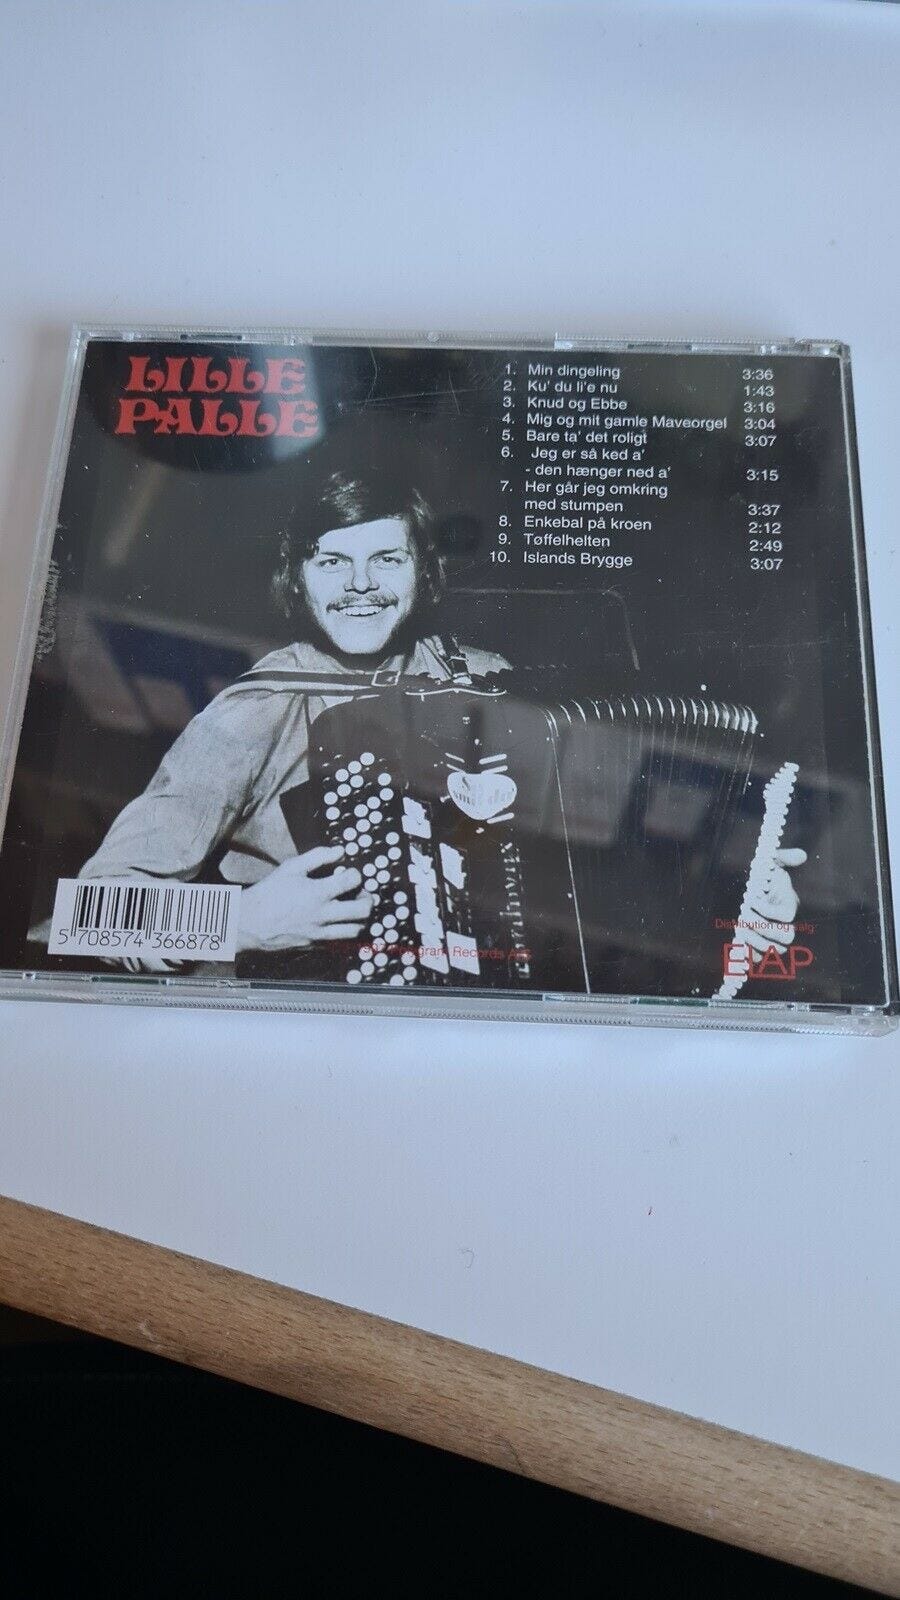 LILLE
PALLE
1. Min dingeling 3:36
2. Ku' du li'e nu 1:43
3. Knud og Ebbe 3:16
4. Mig og mit gamle Maveorgel 3:04
5. Bare ta' det roligt 3:07
6. Jeg er så ked a'
- den hænger ned a' 3:15
7. Her går jeg omkring
med stumpen 3:37
8. Enkebal på kroen 2:12
9. Tøffelhelten 2:49
10. Islands Brygge 3:07
5 708574 366878
Records
Distribution og salg:
ELAP